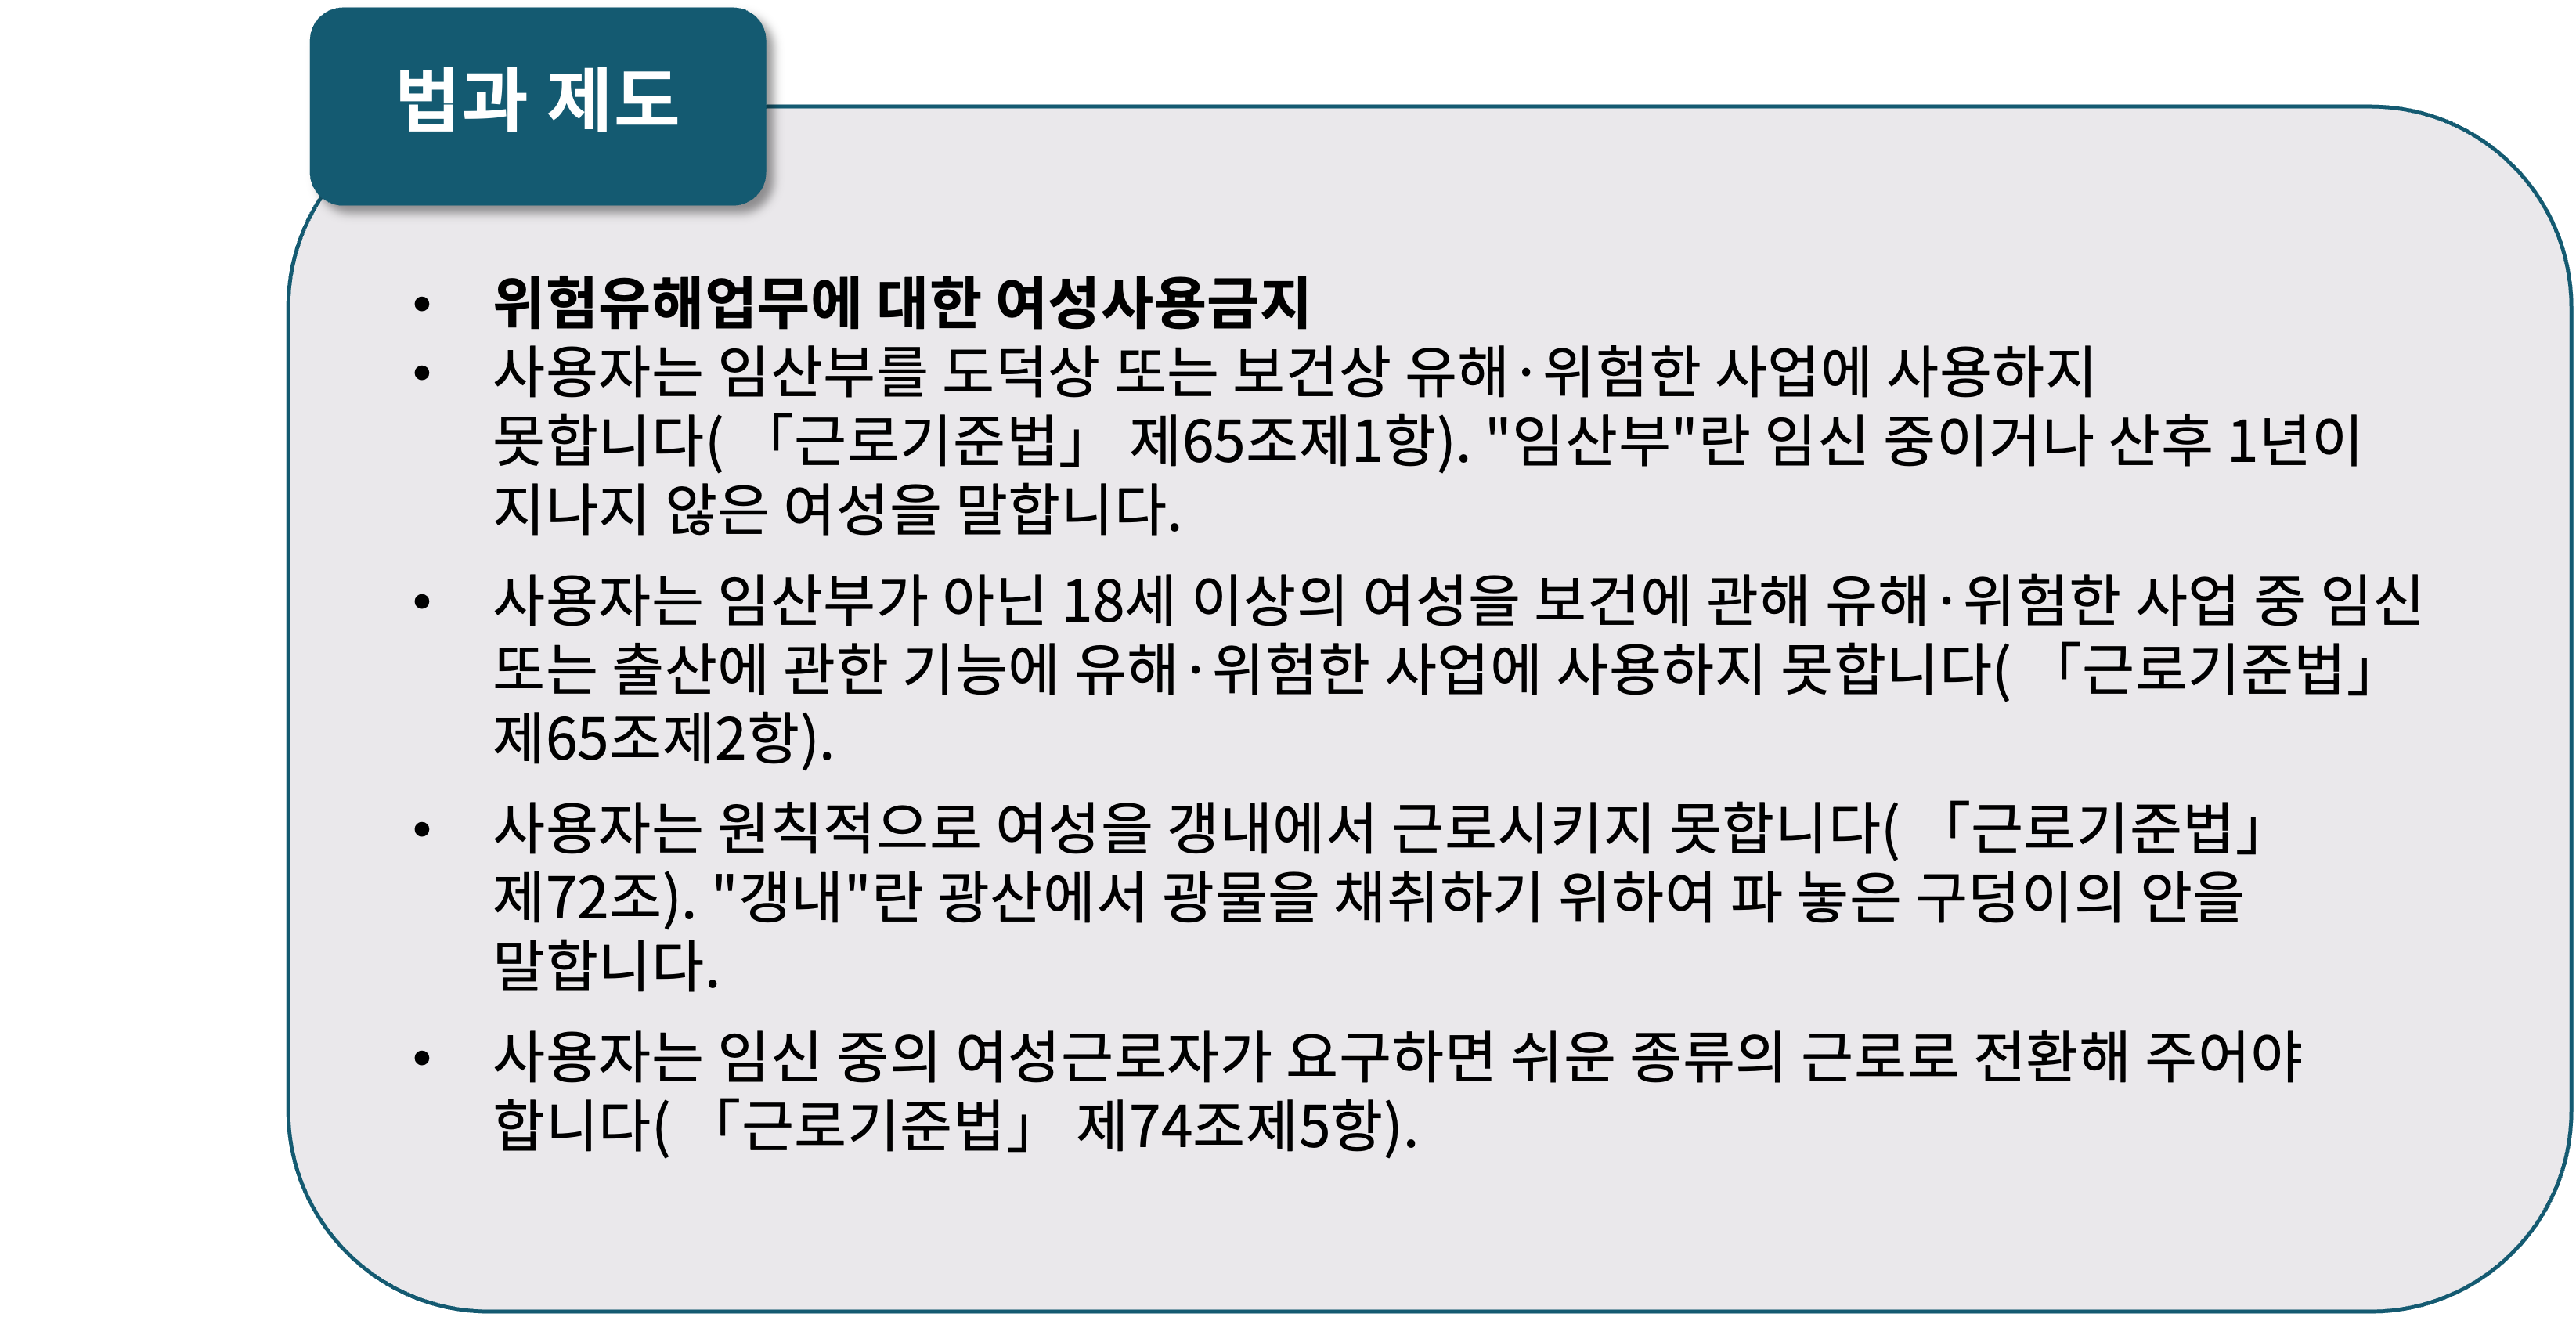 법과 제도
• 위험유해업무에 대한 여성사용금지
• 사용자는 임산부를 도덕상 또는 보건상 유해·위험한 사업에 사용하지
못합니다( 「근로기준법」 제65조제1항). "임산부"란 임신 중이거나 산후 1년이
지나지 않은 여성을 말합니다.
• 사용자는 임산부가 아닌 18세 이상의 여성을 보건에 관해 유해·위험한 사업 중 임신
또는 출산에 관한 기능에 유해·위험한 사업에 사용하지 못합니다( 「근로기준법」
제65조제2항).
• 사용자는 원칙적으로 여성을 갱내에서 근로시키지 못합니다( 「근로기준법」
제72조). "갱내"란 광산에서 광물을 채취하기 위하여 파 놓은 구덩이의 안을
말합니다.
• 사용자는 임신 중의 여성근로자가 요구하면 쉬운 종류의 근로로 전환해 주어야
합니다( 「근로기준법」 제74조제5항).